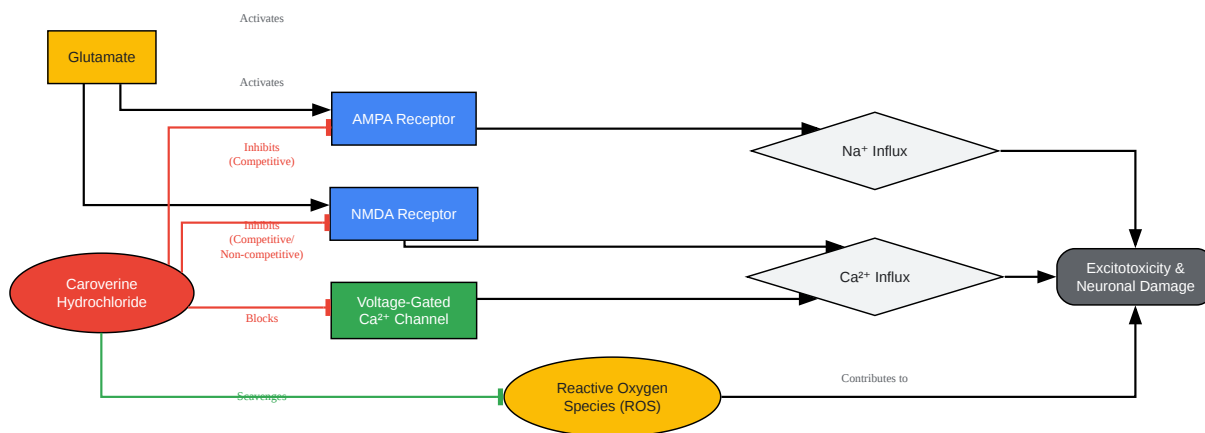 Activates
Glutamate
Activates
AMPA Receptor
Inhibits
(Competitive)
Na⁺ Influx
NMDA Receptor
Inhibits
(Competitive/
Non-competitive)
Caroverine
Hydrochloride
Voltage-Gated
Ca²⁺ Channel
Blocks
Ca²⁺ Influx
Excitotoxicity &
Neuronal Damage
Scavenges
Reactive Oxygen
Species (ROS)
Contributes to